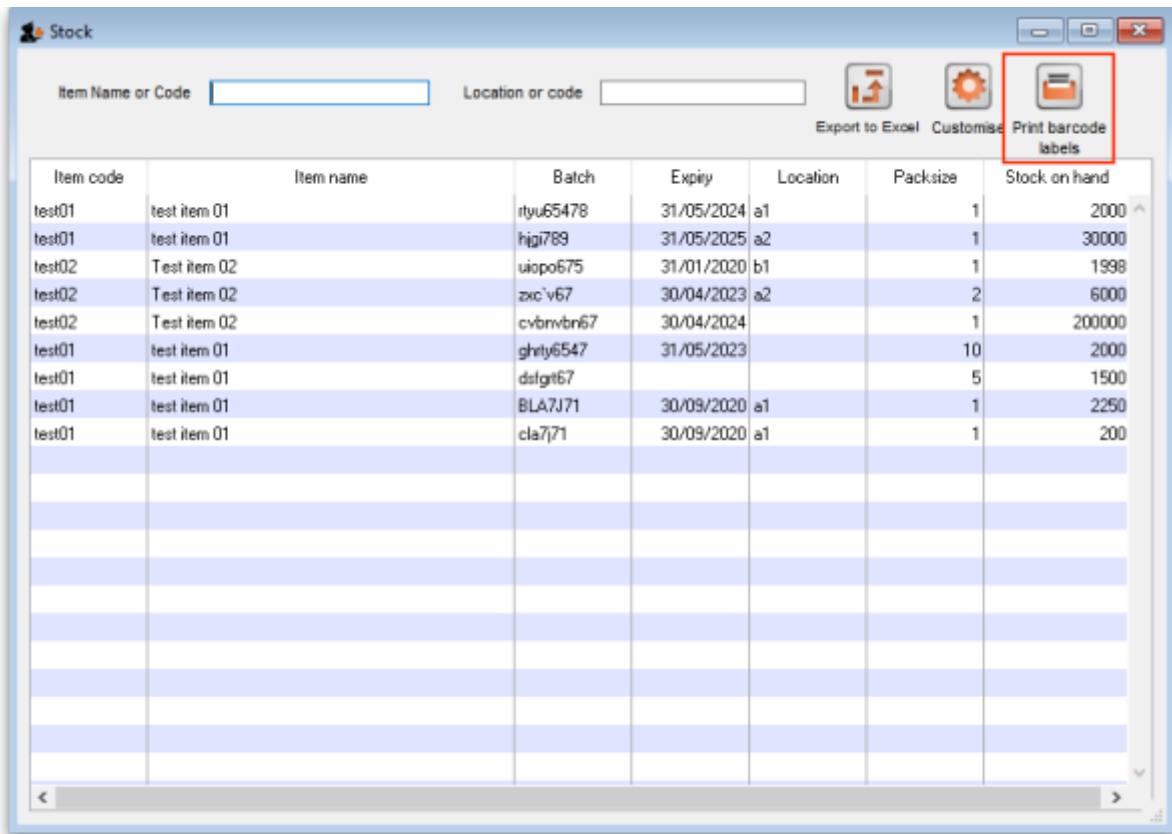 Stock
Item Name or Code Location or code
Export to Excel Customise Print barcode
labels
Item code Item name Batch Expiry Location Packsize Stock on hand
test01 test item 01 rtyu65478 31/05/2024 a1 1 2000
test01 test item 01 hjgi789 31/05/2025 a2 1 30000
test02 Test item 02 uiopo675 31/01/2020 b1 1 1998
test02 Test item 02 zxc`v67 30/04/2023 a2 2 6000
test02 Test item 02 cvbnvbn67 30/04/2024 1 200000
test01 test item 01 ghrty6547 31/05/2023 10 2000
test01 test item 01 dsfgrt67 5 1500
test01 test item 01 BLA7J71 30/09/2020 a1 1 2250
test01 test item 01 cla7j71 30/09/2020 a1 1 200